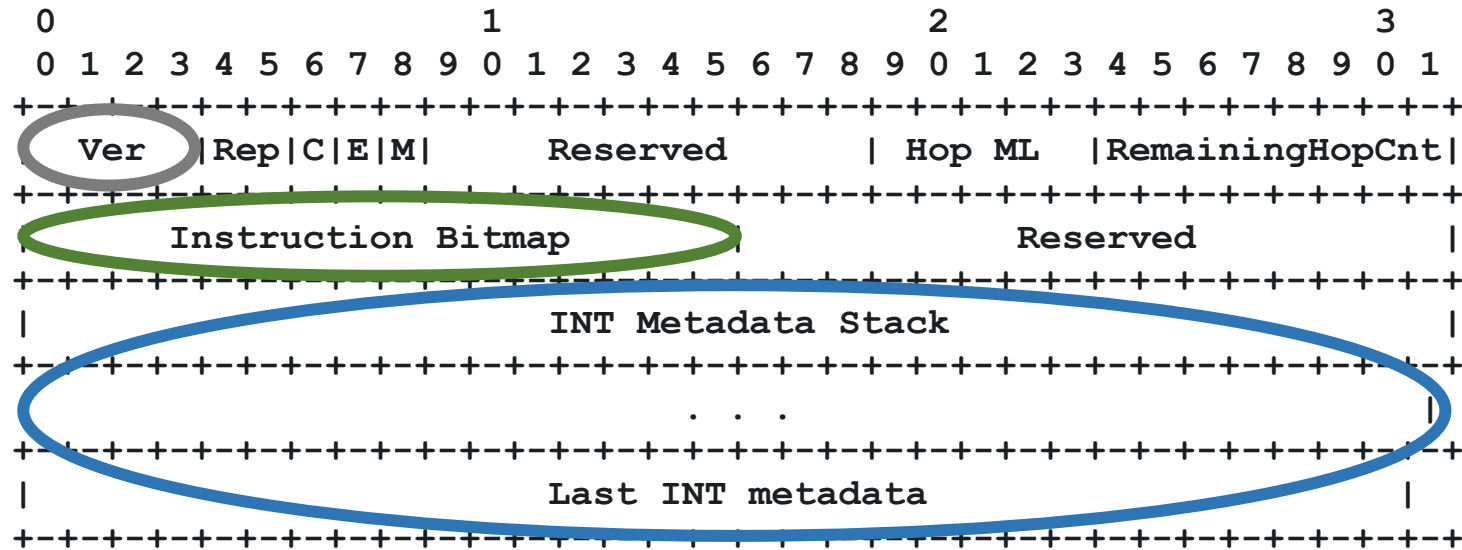 0                   1                   2                   3
0 1 2 3 4 5 6 7 8 9 0 1 2 3 4 5 6 7 8 9 0 1 2 3 4 5 6 7 8 9 0 1
+-+-+-+-+-+-+-+-+-+-+-+-+-+-+-+-+-+-+-+-+-+-+-+-+-+-+-+-+-+-+-+-+
|  Ver  |Rep|C|E|M|     Reserved      | Hop ML  |RemainingHopCnt|
+-+-+-+-+-+-+-+-+-+-+-+-+-+-+-+-+-+-+-+-+-+-+-+-+-+-+-+-+-+-+-+-+
|      Instruction Bitmap       |            Reserved           |
+-+-+-+-+-+-+-+-+-+-+-+-+-+-+-+-+-+-+-+-+-+-+-+-+-+-+-+-+-+-+-+-+
|                       INT Metadata Stack                      |
+-+-+-+-+-+-+-+-+-+-+-+-+-+-+-+-+-+-+-+-+-+-+-+-+-+-+-+-+-+-+-+-+
                              . . .                            |
+-+-+-+-+-+-+-+-+-+-+-+-+-+-+-+-+-+-+-+-+-+-+-+-+-+-+-+-+-+-+-+-+
|                       Last INT metadata                     |
+-+-+-+-+-+-+-+-+-+-+-+-+-+-+-+-+-+-+-+-+-+-+-+-+-+-+-+-+-+-+-+-+